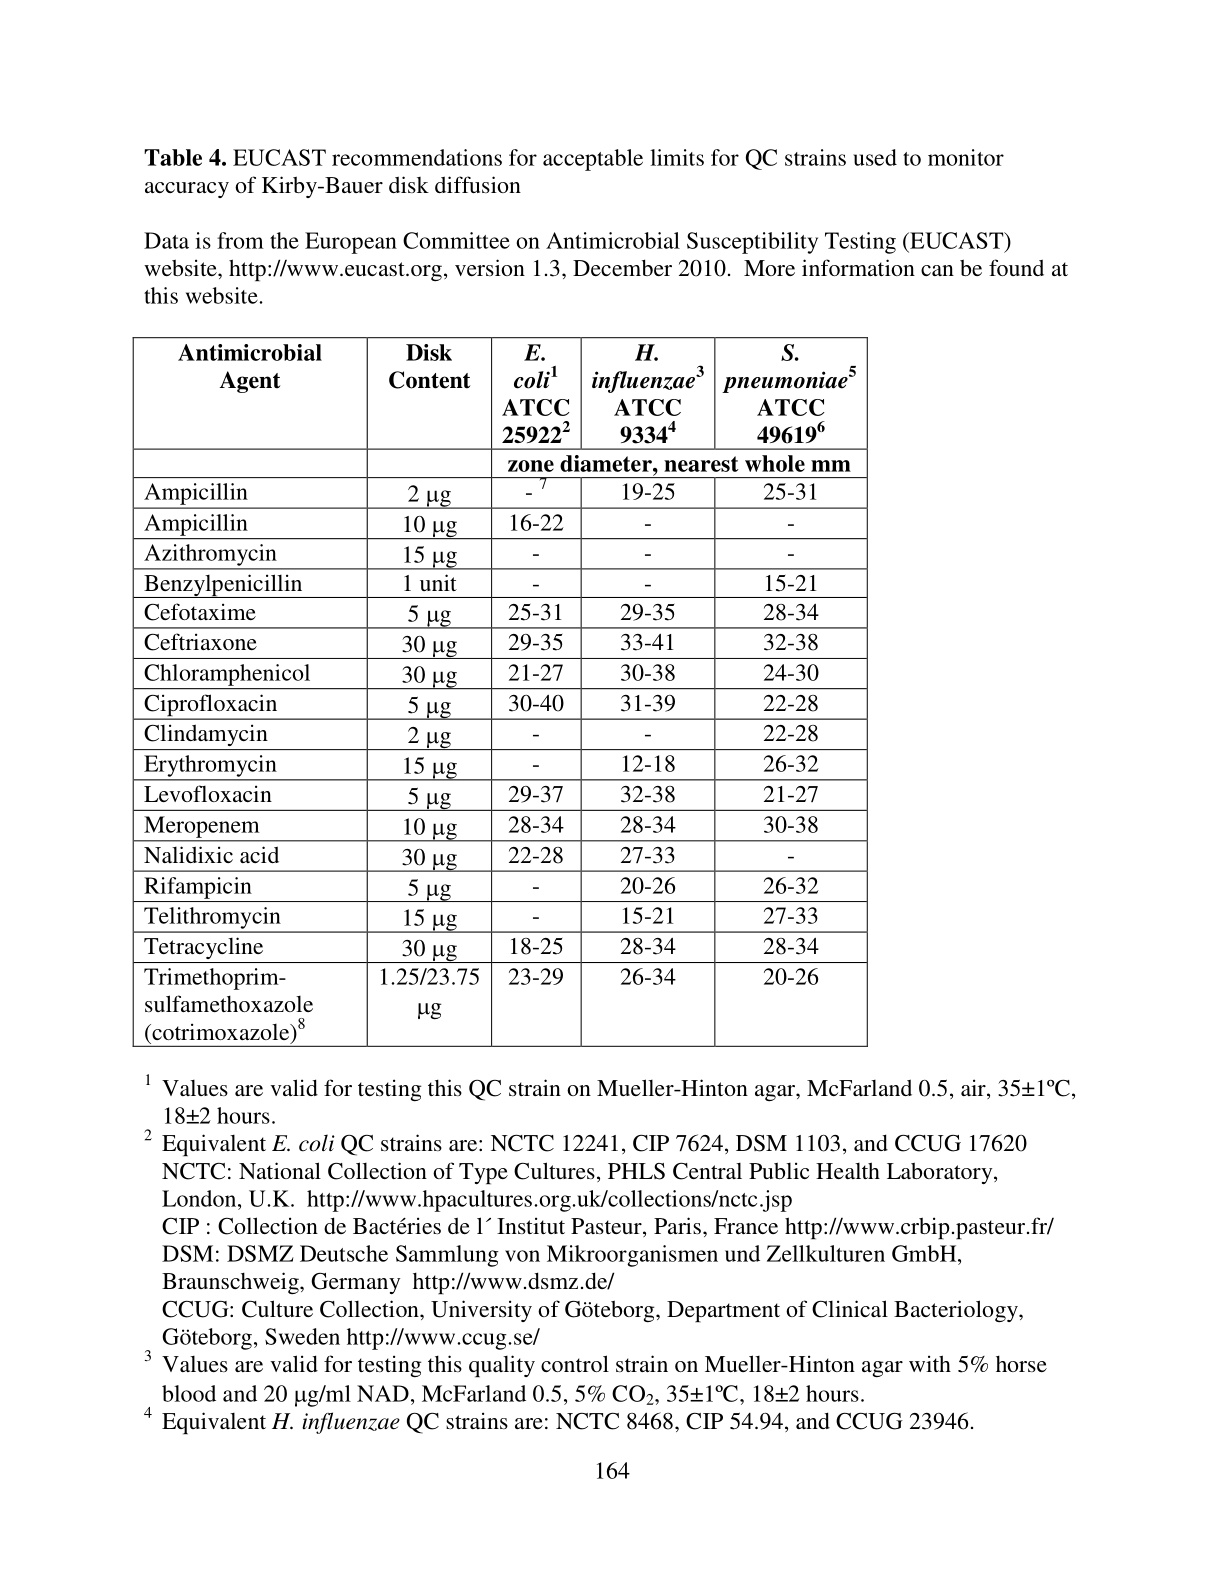 Table 4. EUCAST recommendations for acceptable limits for QC strains used to monitor
accuracy of Kirby-Bauer disk diffusion
Data is from the European Committee on Antimicrobial Susceptibility Testing (EUCAST)
website, http://www.eucast.org, version 1.3, December 2010. More information can be found at
this website.
Antimicrobial Agent | Disk Content | E. coli¹ ATCC 25922² | H. influenzae³ ATCC 9334⁴ | S. pneumoniae⁵ ATCC 49619⁶
zone diameter, nearest whole mm
Ampicillin | 2 µg | - ⁷ | 19-25 | 25-31
Ampicillin | 10 µg | 16-22 | - | -
Azithromycin | 15 µg | - | - | -
Benzylpenicillin | 1 unit | - | - | 15-21
Cefotaxime | 5 µg | 25-31 | 29-35 | 28-34
Ceftriaxone | 30 µg | 29-35 | 33-41 | 32-38
Chloramphenicol | 30 µg | 21-27 | 30-38 | 24-30
Ciprofloxacin | 5 µg | 30-40 | 31-39 | 22-28
Clindamycin | 2 µg | - | - | 22-28
Erythromycin | 15 µg | - | 12-18 | 26-32
Levofloxacin | 5 µg | 29-37 | 32-38 | 21-27
Meropenem | 10 µg | 28-34 | 28-34 | 30-38
Nalidixic acid | 30 µg | 22-28 | 27-33 | -
Rifampicin | 5 µg | - | 20-26 | 26-32
Telithromycin | 15 µg | - | 15-21 | 27-33
Tetracycline | 30 µg | 18-25 | 28-34 | 28-34
Trimethoprim-sulfamethoxazole (cotrimoxazole)⁸ | 1.25/23.75 µg | 23-29 | 26-34 | 20-26
¹ Values are valid for testing this QC strain on Mueller-Hinton agar, McFarland 0.5, air, 35±1ºC,
18±2 hours.
² Equivalent E. coli QC strains are: NCTC 12241, CIP 7624, DSM 1103, and CCUG 17620
NCTC: National Collection of Type Cultures, PHLS Central Public Health Laboratory,
London, U.K. http://www.hpacultures.org.uk/collections/nctc.jsp
CIP : Collection de Bactéries de l´ Institut Pasteur, Paris, France http://www.crbip.pasteur.fr/
DSM: DSMZ Deutsche Sammlung von Mikroorganismen und Zellkulturen GmbH,
Braunschweig, Germany http://www.dsmz.de/
CCUG: Culture Collection, University of Göteborg, Department of Clinical Bacteriology,
Göteborg, Sweden http://www.ccug.se/
³ Values are valid for testing this quality control strain on Mueller-Hinton agar with 5% horse
blood and 20 µg/ml NAD, McFarland 0.5, 5% CO₂, 35±1ºC, 18±2 hours.
⁴ Equivalent H. influenzae QC strains are: NCTC 8468, CIP 54.94, and CCUG 23946.
164